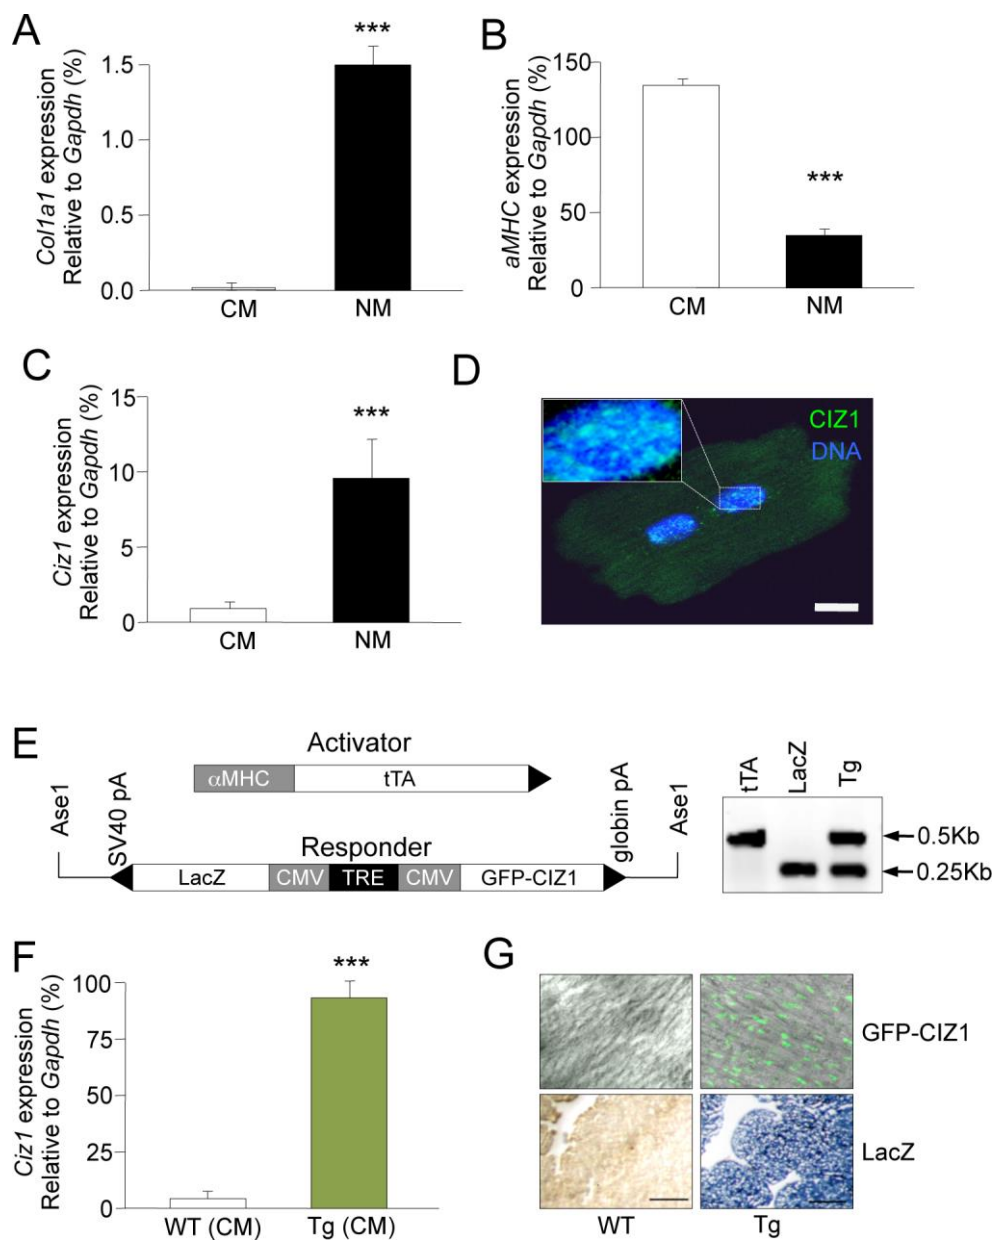 A
Col1a1 expression
Relative to Gapdh (%)
1.5
1.0
0.5
0.0
***
CM
NM
B
aMHC expression
Relative to Gapdh (%)
150
100
50
0
***
CM
NM
C
Ciz1 expression
Relative to Gapdh (%)
15
10
5
0
***
CM
NM
D
CIZ1
DNA
E
Activator
αMHC
tTA
Ase1
SV40 pA
globin pA
Ase1
Responder
LacZ
CMV
TRE
CMV
GFP-CIZ1
tTA
LacZ
Tg
0.5Kb
0.25Kb
F
Ciz1 expression
Relative to Gapdh (%)
100
75
50
25
0
***
WT (CM)
Tg (CM)
G
GFP-CIZ1
LacZ
WT
Tg